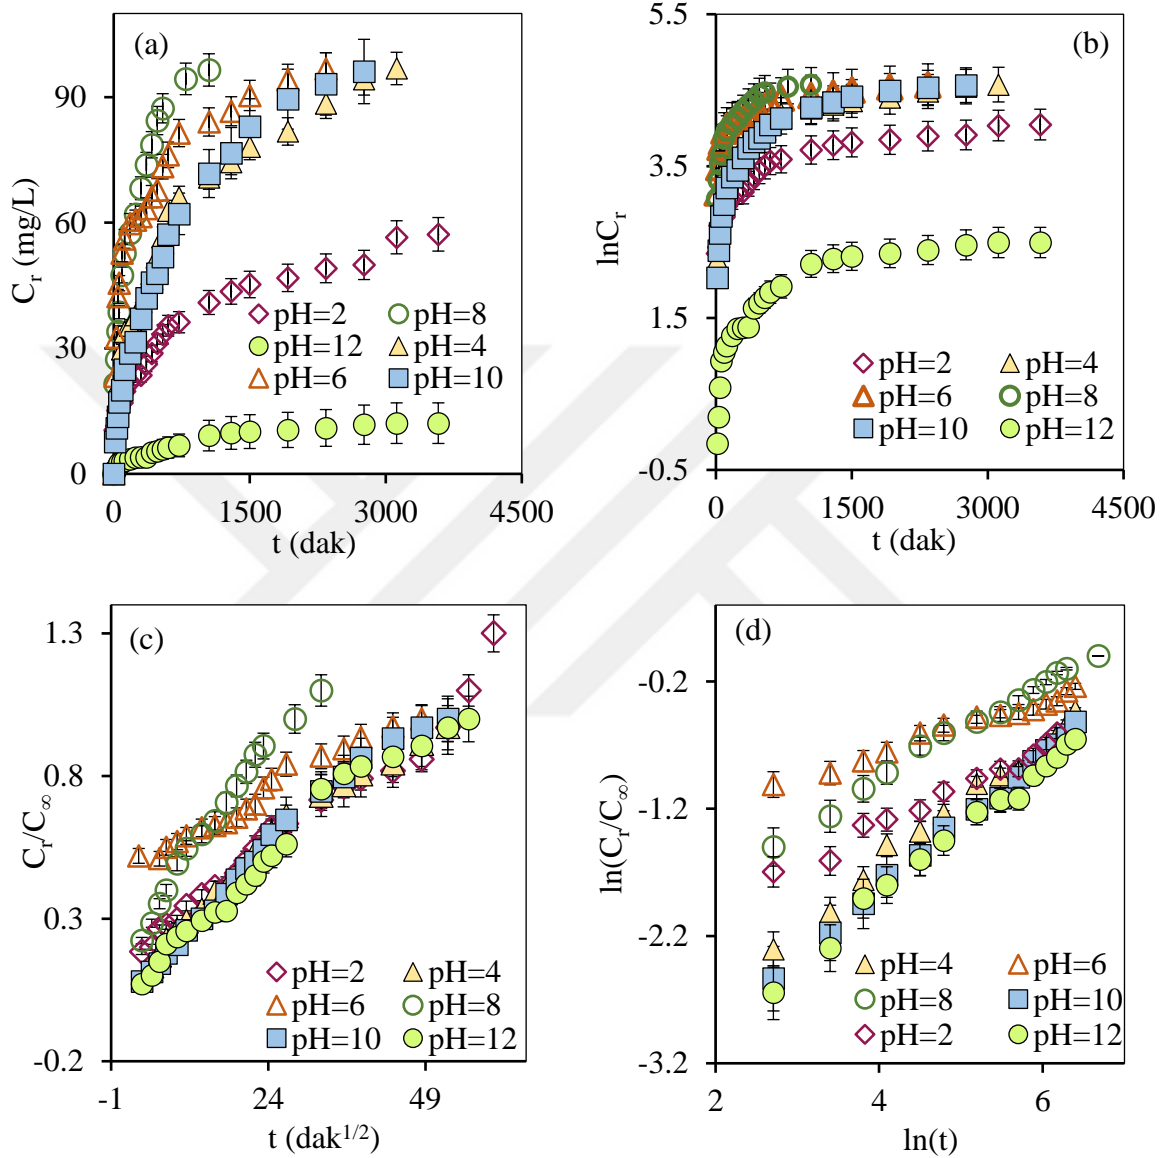 (a)
C_r (mg/L)
90
60
30
0
pH=2 pH=8
pH=12 pH=4
pH=6 pH=10
0 1500 3000 4500
t (dak)
(b)
lnC_r
5.5
3.5
1.5
-0.5
pH=2 pH=4
pH=6 pH=8
pH=10 pH=12
0 1500 3000 4500
t (dak)
(c)
C_r/C_∞
1.3
0.8
0.3
-0.2
pH=2 pH=4
pH=6 pH=8
pH=10 pH=12
-1 24 49
t (dak^1/2)
(d)
ln(C_r/C_∞)
-0.2
-1.2
-2.2
-3.2
pH=4 pH=6
pH=8 pH=10
pH=2 pH=12
2 4 6
ln(t)